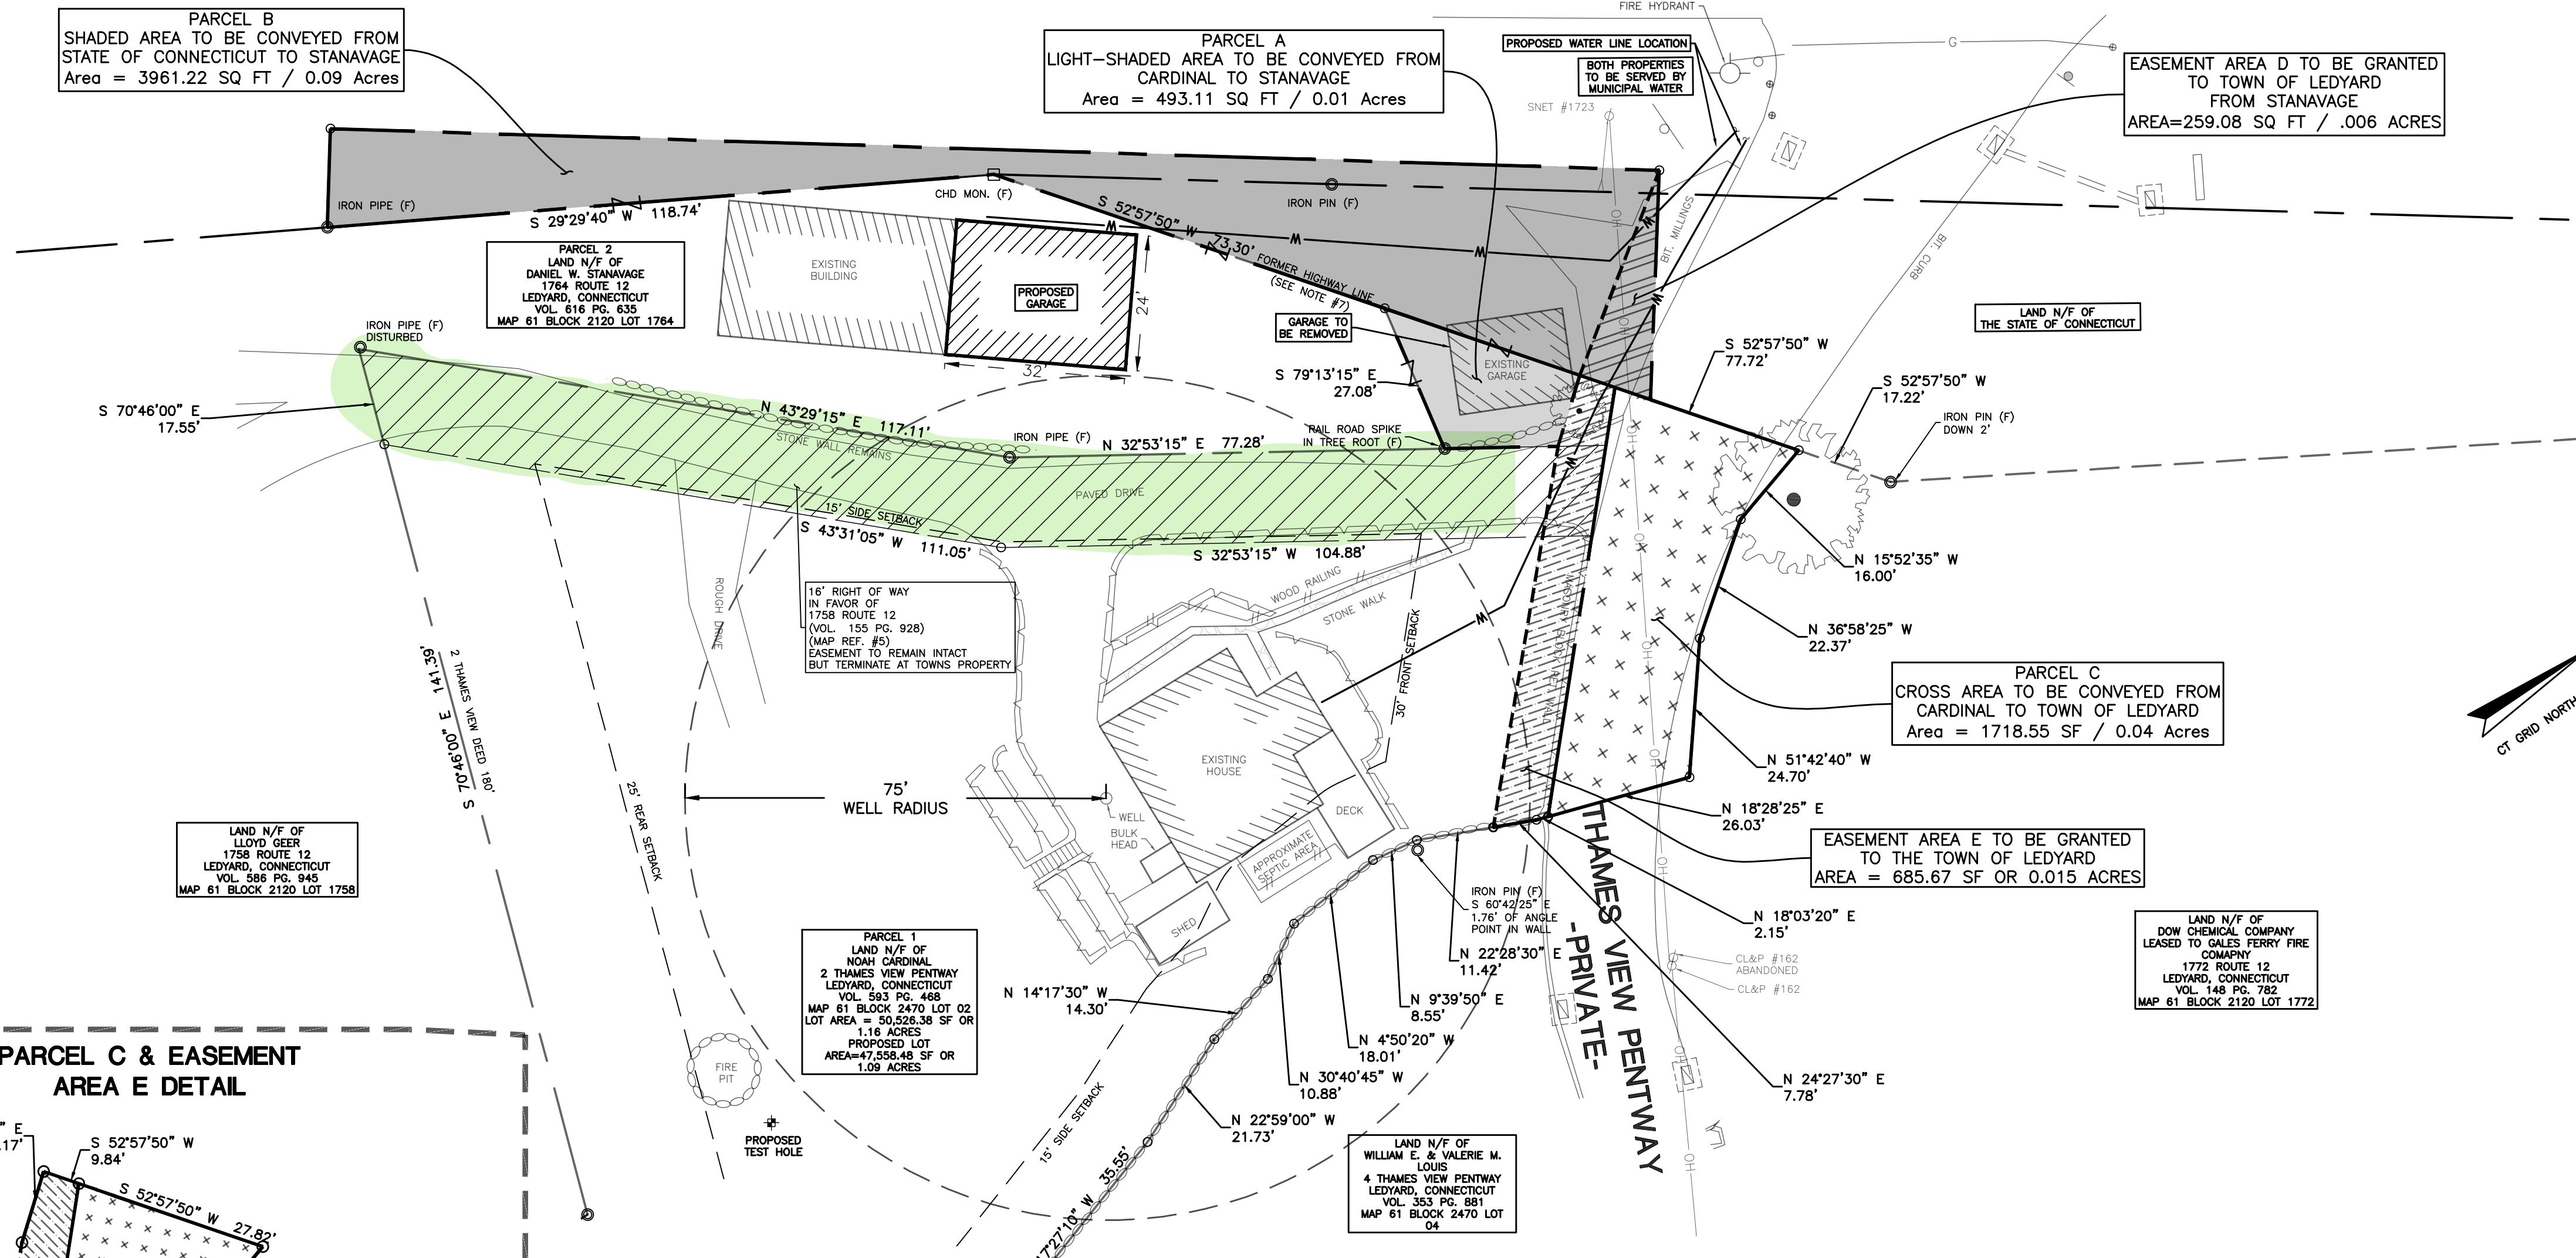 PARCEL B
SHADED AREA TO BE CONVEYED FROM
STATE OF CONNECTICUT TO STANAVAGE
Area = 3961.22 SQ FT / 0.09 Acres
PARCEL A
LIGHT-SHADED AREA TO BE CONVEYED FROM
CARDINAL TO STANAVAGE
Area = 493.11 SQ FT / 0.01 Acres
FIRE HYDRANT
PROPOSED WATER LINE LOCATION
BOTH PROPERTIES
TO BE SERVED BY
MUNICIPAL WATER
SNET #1723
G
EASEMENT AREA D TO BE GRANTED
TO TOWN OF LEDYARD
FROM STANAVAGE
AREA=259.08 SQ FT / .006 ACRES
IRON PIPE (F)
S 29°29'40" W 118.74'
CHD MON. (F)
IRON PIN (F)
S 52°57'50" W 73.30'
FORMER HIGHWAY LINE
(SEE NOTE #7)
W
W
W
W
W
OH
BIT. MILLINGS
BIT. CURB
PARCEL 2
LAND N/F OF
DANIEL W. STANAVAGE
1764 ROUTE 12
LEDYARD, CONNECTICUT
VOL. 616 PG. 635
MAP 61 BLOCK 2120 LOT 1764
EXISTING
BUILDING
PROPOSED
GARAGE
24'
32'
GARAGE TO
BE REMOVED
EXISTING
GARAGE
LAND N/F OF
THE STATE OF CONNECTICUT
IRON PIPE (F)
DISTURBED
S 70°46'00" E
17.55'
N 43°29'15" E 117.11'
STONE WALL REMAINS
IRON PIPE (F)
N 32°53'15" E 77.28'
S 79°13'15" E
27.08'
RAIL ROAD SPIKE
IN TREE ROOT (F)
S 52°57'50" W
77.72'
S 52°57'50" W
17.22'
IRON PIN (F)
DOWN 2'
PAVED DRIVE
15' SIDE SETBACK
S 43°31'05" W 111.05'
S 32°53'15" W 104.88'
W
W
OH
OH
OH
OH
N 15°52'35" W
16.00'
16' RIGHT OF WAY
IN FAVOR OF
1758 ROUTE 12
(VOL. 155 PG. 928)
(MAP REF. #5)
EASEMENT TO REMAIN INTACT
BUT TERMINATE AT TOWNS PROPERTY
ROUGH DRIVE
WOOD RAILING
STONE WALK
30' FRONT SETBACK
N 36°58'25" W
22.37'
PARCEL C
CROSS AREA TO BE CONVEYED FROM
CARDINAL TO TOWN OF LEDYARD
Area = 1718.55 SF / 0.04 Acres
CT GRID NORTH
S 70°46'00" E 141.39'
2 THAMES VIEW DEED 180'
25' REAR SETBACK
75'
WELL RADIUS
WELL
BULK
HEAD
EXISTING
HOUSE
DECK
APPROXIMATE
SEPTIC AREA
SHED
N 51°42'40" W
24.70'
N 18°28'25" E
26.03'
EASEMENT AREA E TO BE GRANTED
TO THE TOWN OF LEDYARD
AREA = 685.67 SF OR 0.015 ACRES
LAND N/F OF
LLOYD GEER
1758 ROUTE 12
LEDYARD, CONNECTICUT
VOL. 586 PG. 945
MAP 61 BLOCK 2120 LOT 1758
IRON PIN (F)
S 60°42'25" E
1.76' OF ANGLE
POINT IN WALL
N 18°03'20" E
2.15'
THAMES VIEW PENTWAY
-PRIVATE-
OH
OH
OH
CL&P #162
ABANDONED
CL&P #162
LAND N/F OF
DOW CHEMICAL COMPANY
LEASED TO GALES FERRY FIRE
COMAPNY
1772 ROUTE 12
LEDYARD, CONNECTICUT
VOL. 148 PG. 782
MAP 61 BLOCK 2120 LOT 1772
PARCEL 1
LAND N/F OF
NOAH CARDINAL
2 THAMES VIEW PENTWAY
LEDYARD, CONNECTICUT
VOL. 593 PG. 468
MAP 61 BLOCK 2470 LOT 02
LOT AREA = 50,526.38 SF OR
1.16 ACRES
PROPOSED LOT
AREA=47,558.48 SF OR
1.09 ACRES
N 22°28'30" E
11.42'
N 9°39'50" E
8.55'
N 14°17'30" W
14.30'
N 4°50'20" W
18.01'
N 30°40'45" W
10.88'
N 22°59'00" W
21.73'
N 24°27'30" E
7.78'
15' SIDE SETBACK
35.55'
FIRE
PIT
PROPOSED
TEST HOLE
LAND N/F OF
WILLIAM E. & VALERIE M.
LOUIS
4 THAMES VIEW PENTWAY
LEDYARD, CONNECTICUT
VOL. 353 PG. 881
MAP 61 BLOCK 2470 LOT
04
PARCEL C & EASEMENT
AREA E DETAIL
S 52°57'50" W
9.84'
S 52°57'50" W 27.82'